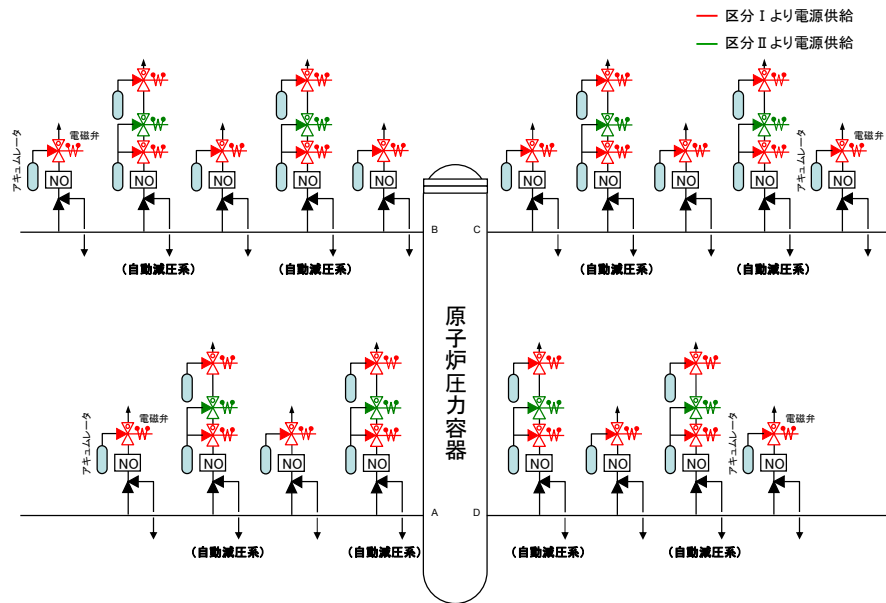 区分Ⅰより電源供給
区分Ⅱより電源供給
アキュムレータ
電磁弁
アキュムレータ
電磁弁
NO
NO
NO
NO
NO
NO
NO
NO
NO
NO
B
C
(自動減圧系)
(自動減圧系)
(自動減圧系)
(自動減圧系)
原子炉圧力容器
アキュムレータ
電磁弁
アキュムレータ
電磁弁
NO
NO
NO
NO
NO
NO
NO
NO
A
D
(自動減圧系)
(自動減圧系)
(自動減圧系)
(自動減圧系)